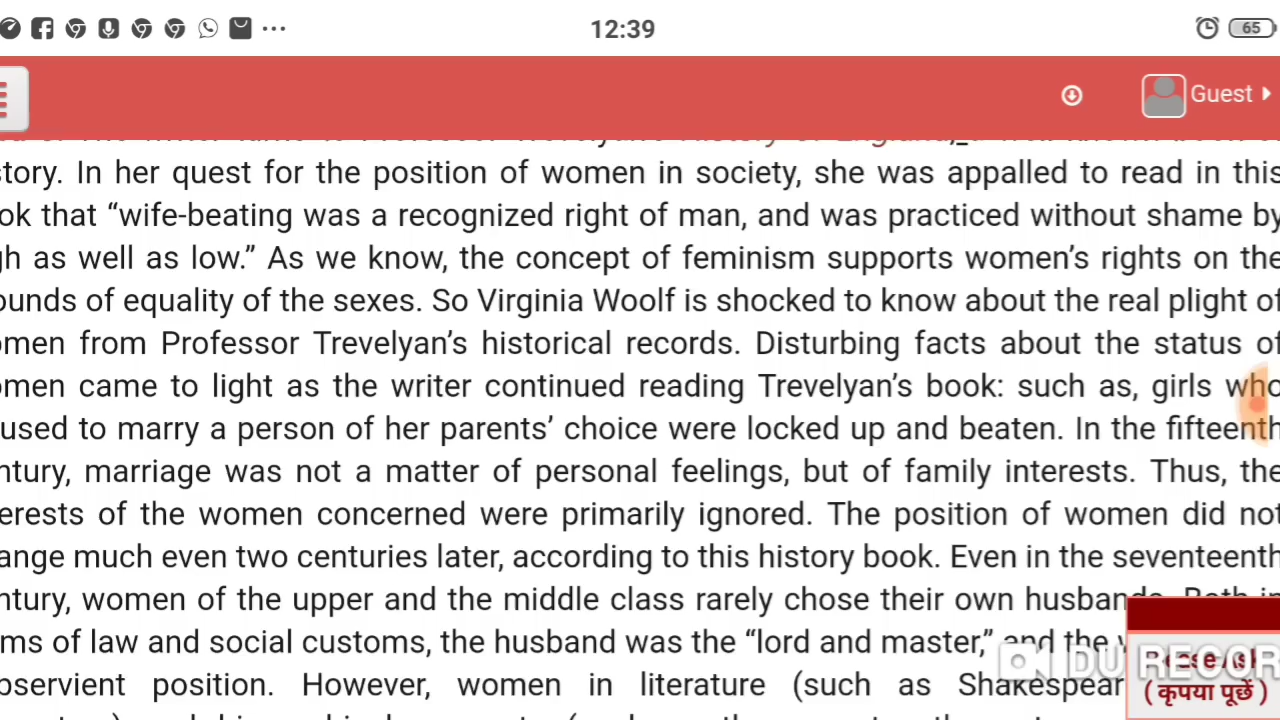 12:39
65
Guest
England,
story. In her quest for the position of women in society, she was appalled to read in this
ok that “wife-beating was a recognized right of man, and was practiced without shame by
gh as well as low.” As we know, the concept of feminism supports women’s rights on the
ounds of equality of the sexes. So Virginia Woolf is shocked to know about the real plight of
omen from Professor Trevelyan’s historical records. Disturbing facts about the status of
omen came to light as the writer continued reading Trevelyan’s book: such as, girls who
used to marry a person of her parents’ choice were locked up and beaten. In the fifteenth
ntury, marriage was not a matter of personal feelings, but of family interests. Thus, the
erests of the women concerned were primarily ignored. The position of women did not
ange much even two centuries later, according to this history book. Even in the seventeenth
ntury, women of the upper and the middle class rarely chose their own husbands. Both in
ms of law and social customs, the husband was the “lord and master,” and the
bservient position. However, women in literature (such as Shakespear
DU RECOR
(कृपया पूछें)